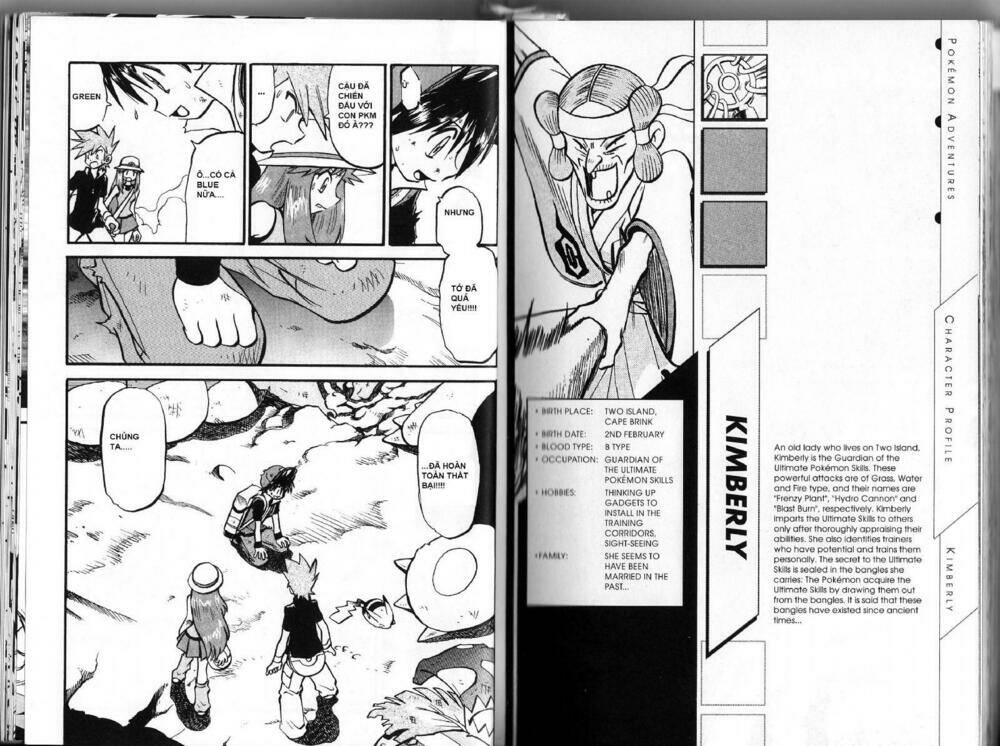 GREEN
Ô...CÓ CẢ
BLUE
NỮA....
...
CẬU ĐÃ
CHIẾN
ĐẤU VỚI
CON PKM
ĐÓ À???
Ư
NHƯNG
TỚ ĐÃ
QUÁ
YẾU!!!!
CHÚNG
TA....
...ĐÃ HOÀN
TOÀN THẤT
BẠI!!!!
BIRTH PLACE: TWO ISLAND,
CAPE BRINK
BIRTH DATE: 2ND FEBRUARY
BLOOD TYPE: B TYPE
OCCUPATION: GUARDIAN OF
THE ULTIMATE
POKÉMON SKILLS
HOBBIES: THINKING UP
GADGETS TO
INSTALL IN THE
TRAINING
CORRIDORS,
SIGHT-SEEING
FAMILY: SHE SEEMS TO
HAVE BEEN
MARRIED IN THE
PAST...
KIMBERLY
An old lady who lives on Two Island,
Kimberly is the Guardian of the
Ultimate Pokémon Skills. These
powerful attacks are of Grass, Water
and Fire type, and their names are
"Frenzy Plant", "Hydro Cannon" and
"Blast Burn", respectively. Kimberly
imparts the Ultimate Skills to others
only after thoroughly appraising their
abilities. She also identifies trainers
who have potential and trains them
personally. The secret to the Ultimate
Skills is sealed in the bangles she
carries: The Pokémon acquire the
Ultimate Skills by drawing them out
from the bangles. It is said that these
bangles have existed since ancient
times...
POKÉMON ADVENTURES
CHARACTER PROFILE
KIMBERLY